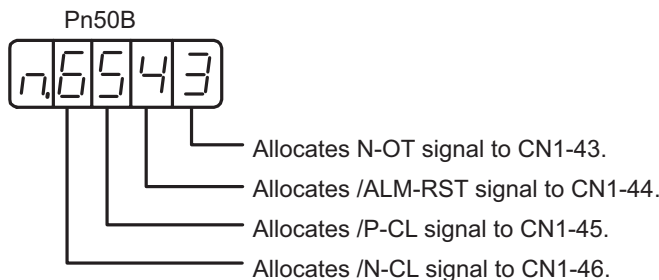 Pn50B
n.6543
Allocates N-OT signal to CN1-43.
Allocates /ALM-RST signal to CN1-44.
Allocates /P-CL signal to CN1-45.
Allocates /N-CL signal to CN1-46.